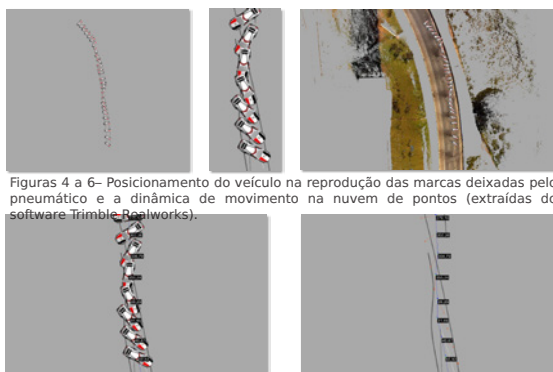 Figuras 4 a 6– Posicionamento do veículo na reprodução das marcas deixadas pelo
pneumático e a dinâmica de movimento na nuvem de pontos (extraídas do
software Trimble Realworks).